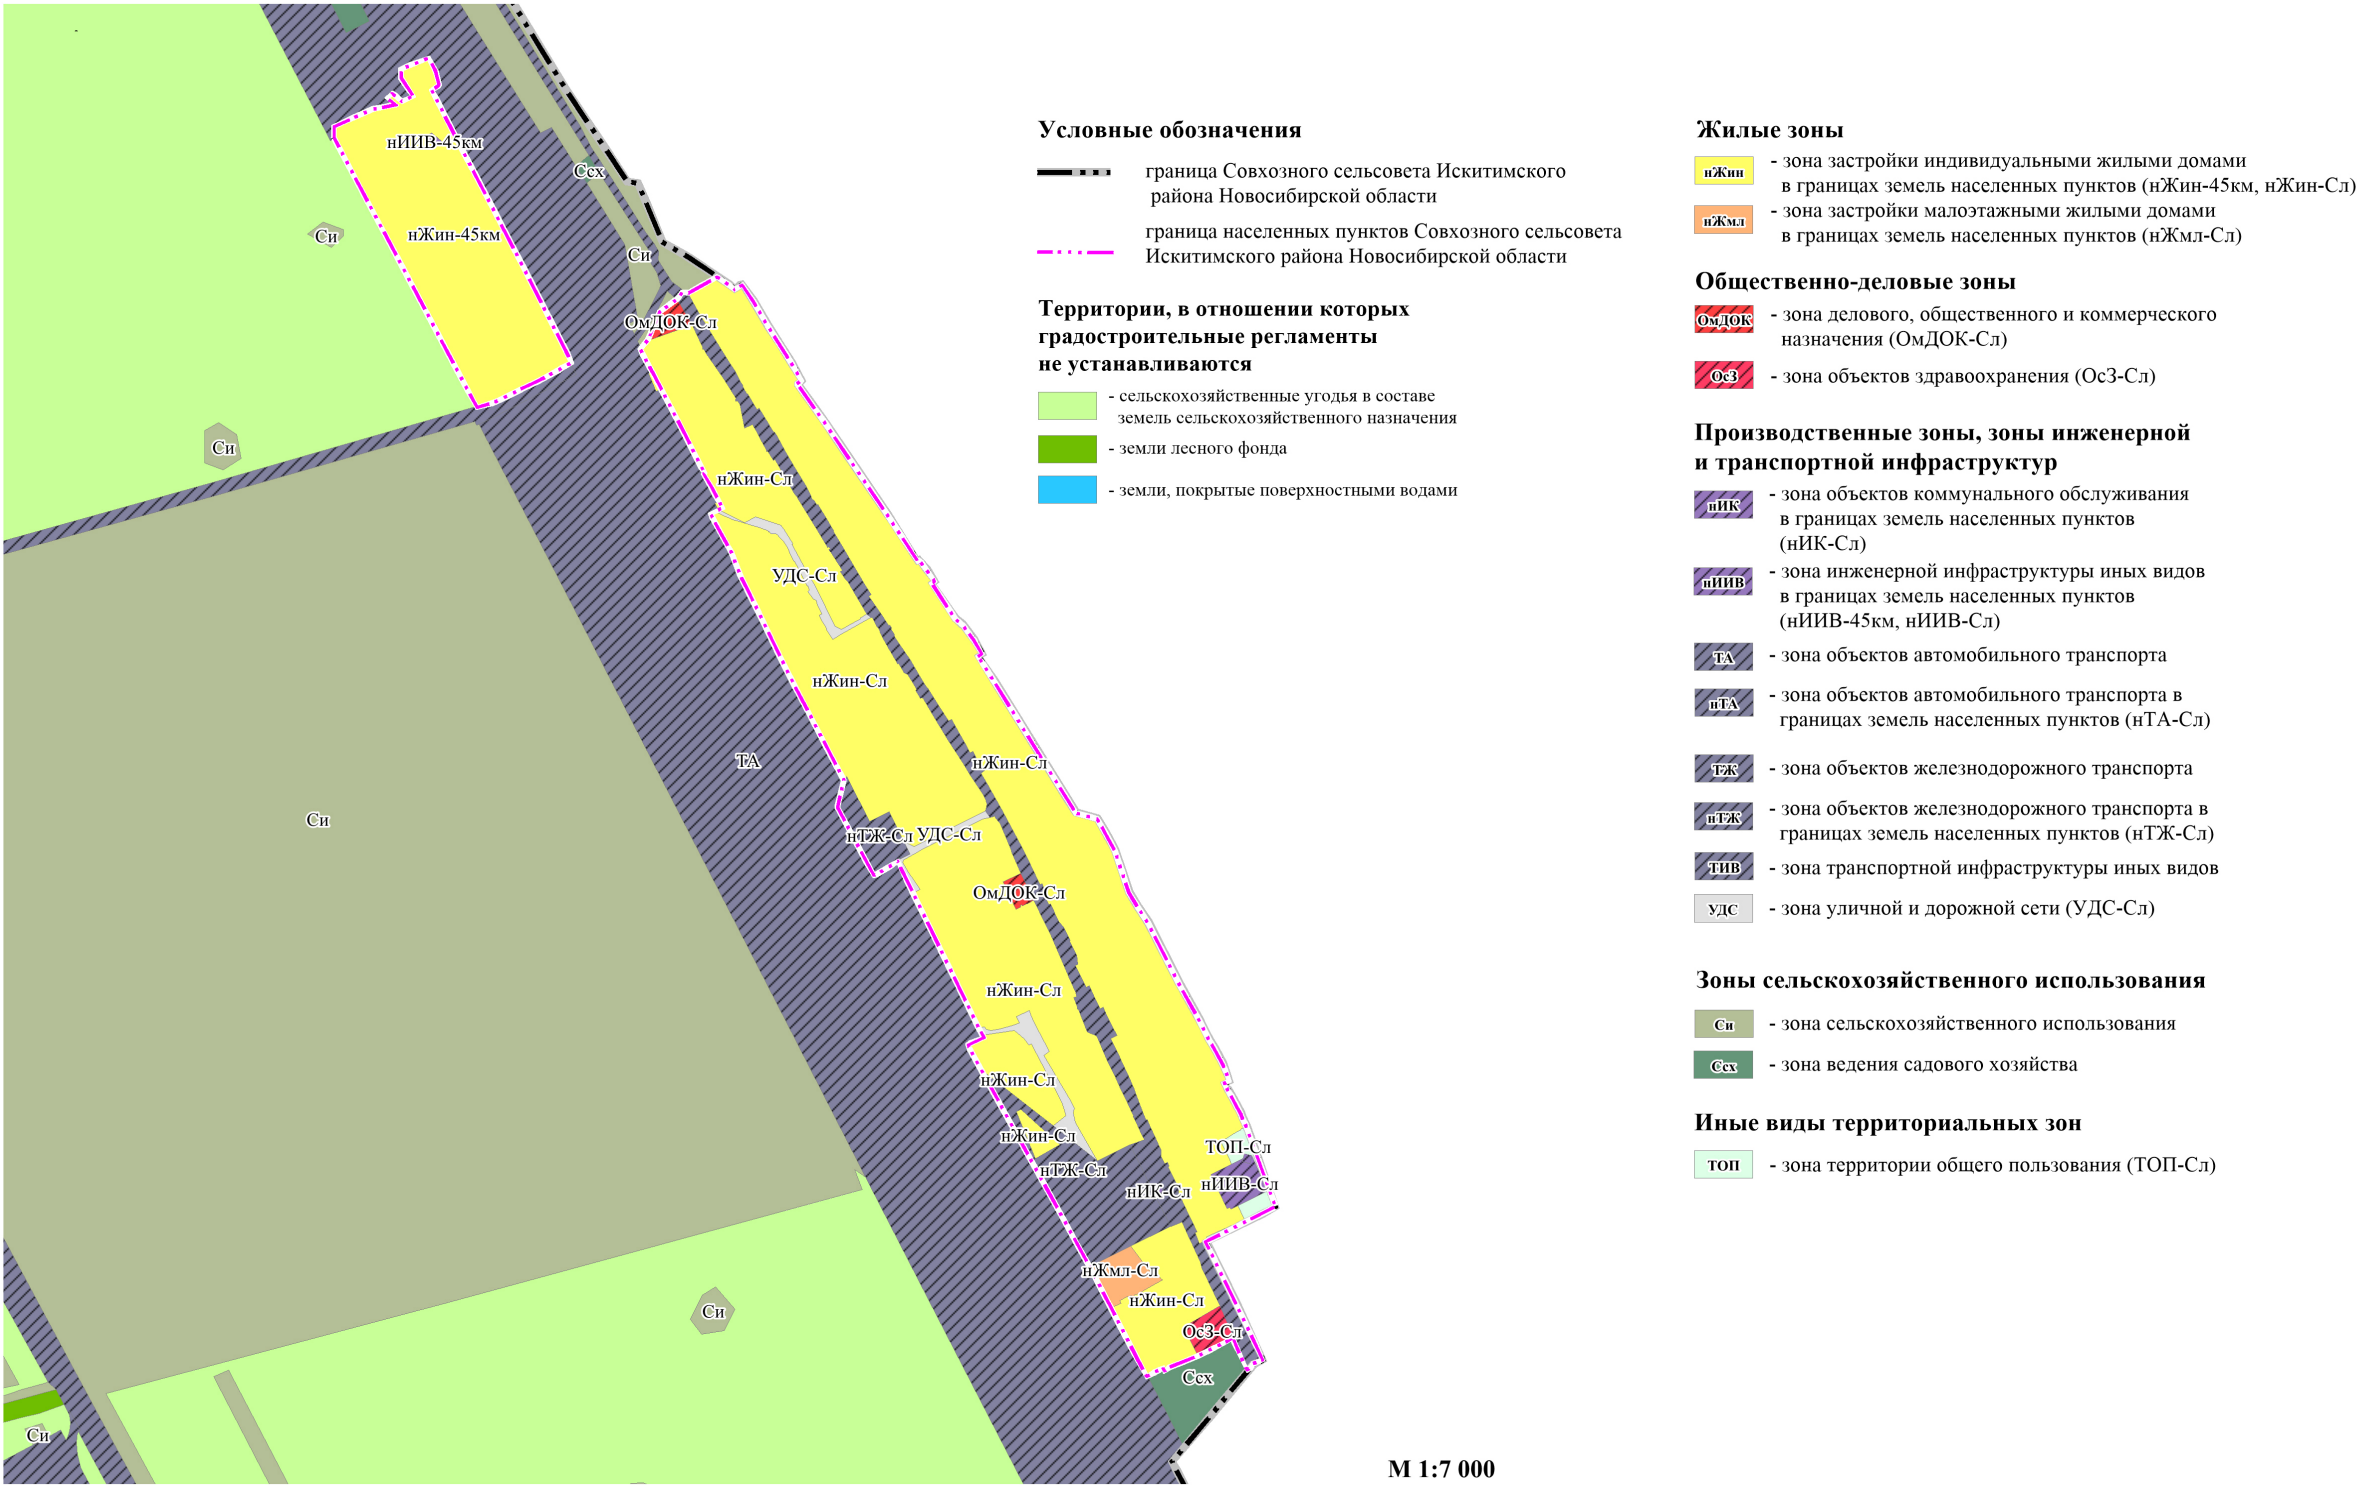 нИИВ-45км
Ссх
нЖин-45км
Си
Си
ОмДОК-Сл
Си
нЖин-Сл
УДС-Сл
нЖин-Сл
ТА
нЖин-Сл
Си
нТЖ-Сл
УДС-Сл
ОмДОК-Сл
нЖин-Сл
нЖин-Сл
нЖин-Сл
ТОП-Сл
нТЖ-Сл
нИК-Сл
нИИВ-Сл
нЖмл-Сл
нЖин-Сл
Си
ОсЗ-Сл
Ссх
Си
Условные обозначения
граница Совхозного сельсовета Искитимского
района Новосибирской области
граница населенных пунктов Совхозного сельсовета
Искитимского района Новосибирской области
Территории, в отношении которых
градостроительные регламенты
не устанавливаются
- сельскохозяйственные угодья в составе
земель сельскохозяйственного назначения
- земли лесного фонда
- земли, покрытые поверхностными водами
М 1:7 000
Жилые зоны
нЖин - зона застройки индивидуальными жилыми домами
в границах земель населенных пунктов (нЖин-45км, нЖин-Сл)
нЖмл - зона застройки малоэтажными жилыми домами
в границах земель населенных пунктов (нЖмл-Сл)
Общественно-деловые зоны
ОмДОК - зона делового, общественного и коммерческого
назначения (ОмДОК-Сл)
ОсЗ - зона объектов здравоохранения (ОсЗ-Сл)
Производственные зоны, зоны инженерной
и транспортной инфраструктур
нИК - зона объектов коммунального обслуживания
в границах земель населенных пунктов
(нИК-Сл)
нИИВ - зона инженерной инфраструктуры иных видов
в границах земель населенных пунктов
(нИИВ-45км, нИИВ-Сл)
ТА - зона объектов автомобильного транспорта
нТА - зона объектов автомобильного транспорта в
границах земель населенных пунктов (нТА-Сл)
ТЖ - зона объектов железнодорожного транспорта
нТЖ - зона объектов железнодорожного транспорта в
границах земель населенных пунктов (нТЖ-Сл)
ТИВ - зона транспортной инфраструктуры иных видов
УДС - зона уличной и дорожной сети (УДС-Сл)
Зоны сельскохозяйственного использования
Си - зона сельскохозяйственного использования
Ссх - зона ведения садового хозяйства
Иные виды территориальных зон
ТОП - зона территории общего пользования (ТОП-Сл)